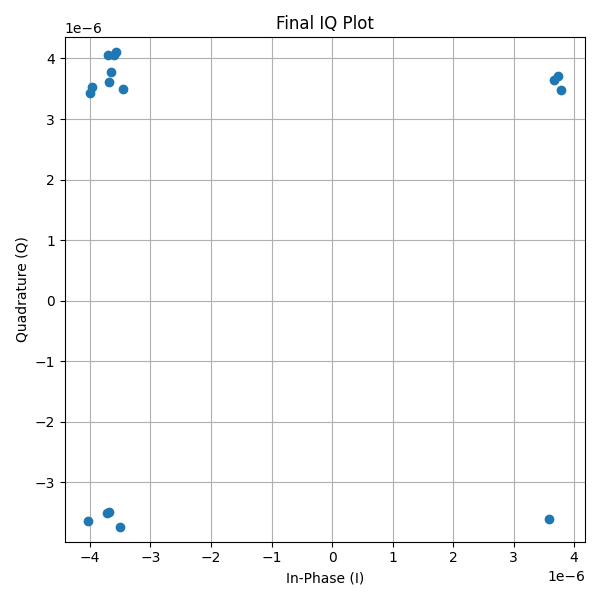 Final IQ Plot
1e−6
4
3
2
1
0
−1
−2
−3
Quadrature (Q)
−4 −3 −2 −1 0 1 2 3 4
In-Phase (I)
1e−6